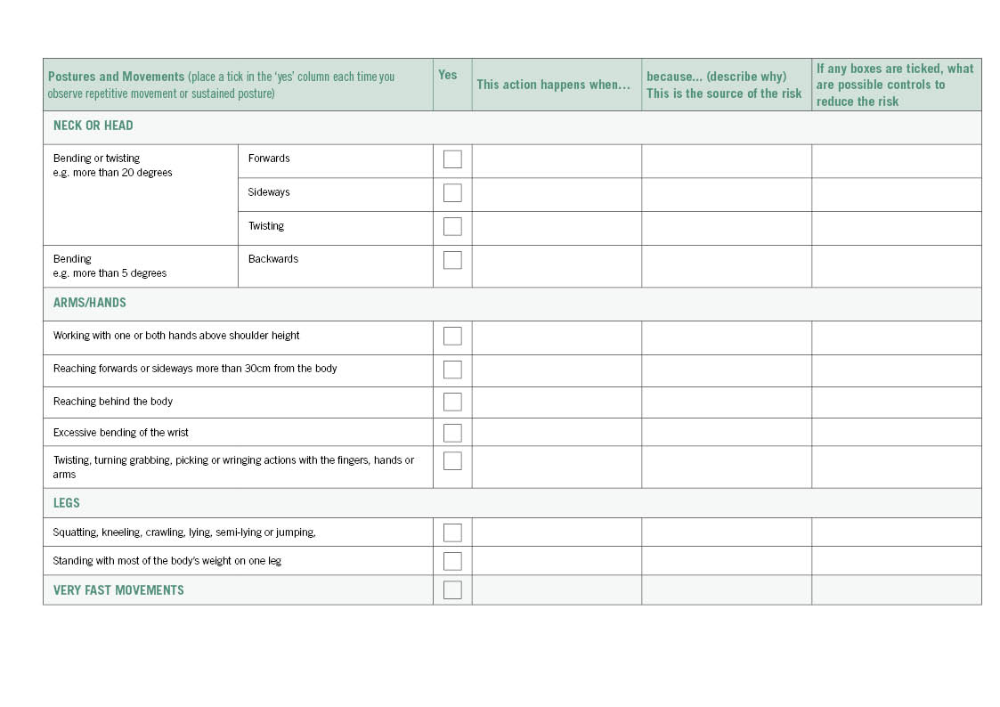 Postures and Movements (place a tick in the ‘yes’ column each time you
observe repetitive movement or sustained posture)
Yes
This action happens when...
because... (describe why)
This is the source of the risk
If any boxes are ticked, what
are possible controls to
reduce the risk
NECK OR HEAD
Bending or twisting
e.g. more than 20 degrees
Forwards
Sideways
Twisting
Bending
e.g. more than 5 degrees
Backwards
ARMS/HANDS
Working with one or both hands above shoulder height
Reaching forwards or sideways more than 30cm from the body
Reaching behind the body
Excessive bending of the wrist
Twisting, turning grabbing, picking or wringing actions with the fingers, hands or
arms
LEGS
Squatting, kneeling, crawling, lying, semi-lying or jumping,
Standing with most of the body’s weight on one leg
VERY FAST MOVEMENTS